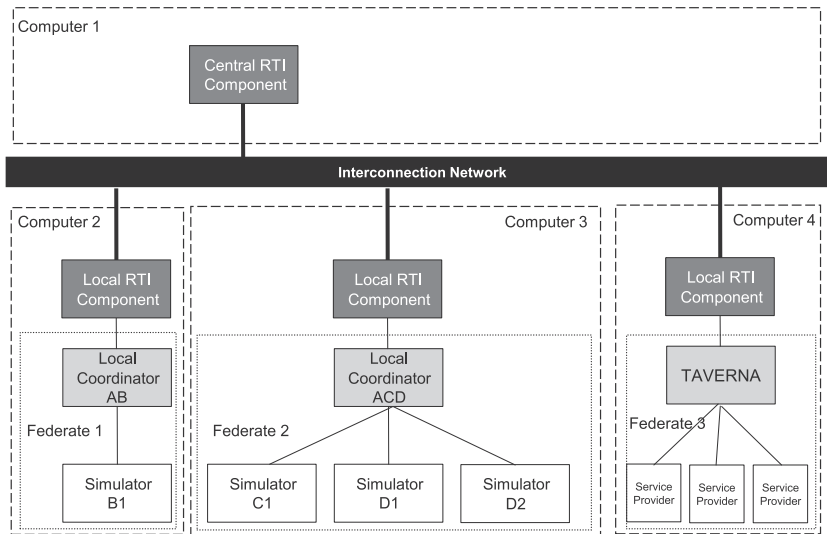 Computer 1
Central RTI
Component
Interconnection Network
Computer 2
Local RTI
Component
Local
Coordinator
AB
Federate 1
Simulator
B1
Computer 3
Local RTI
Component
Local
Coordinator
ACD
Federate 2
Simulator
C1
Simulator
D1
Simulator
D2
Computer 4
Local RTI
Component
TAVERNA
Federate 3
Service
Provider
Service
Provider
Service
Provider